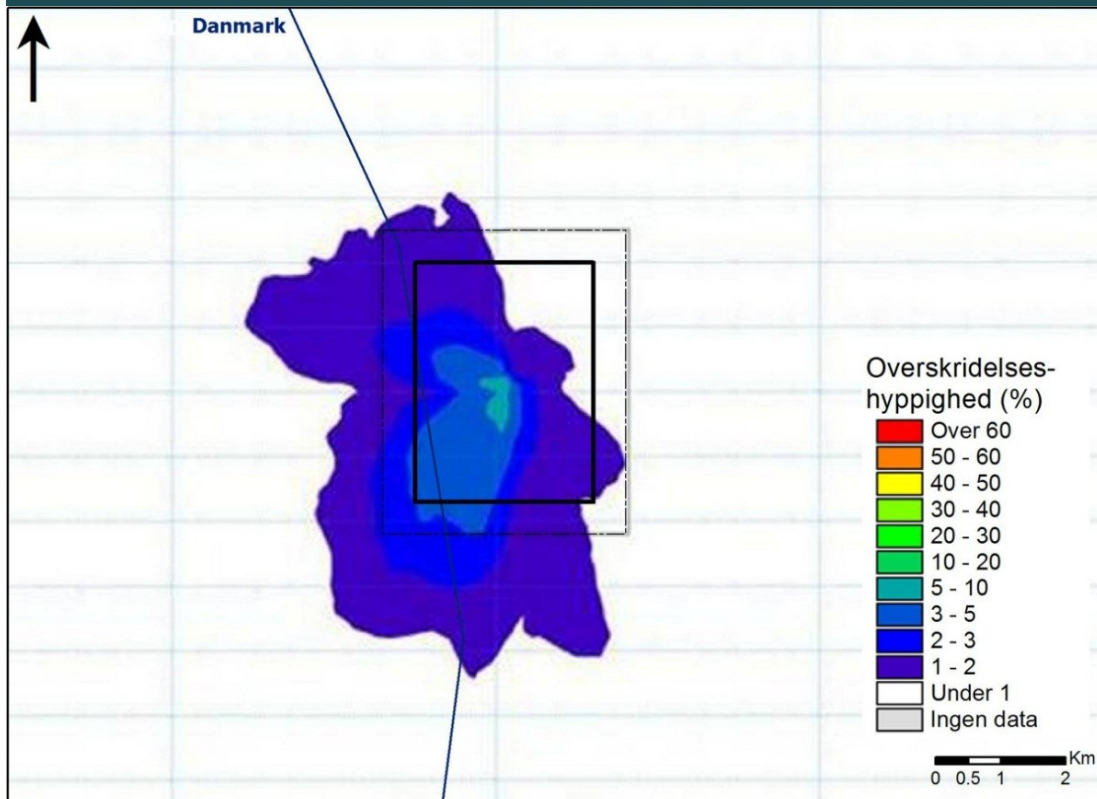 Danmark
Overskridelses-
hyppighed (%)
Over 60
50 - 60
40 - 50
30 - 40
20 - 30
10 - 20
5 - 10
3 - 5
2 - 3
1 - 2
Under 1
Ingen data
Km
0 0.5 1 2